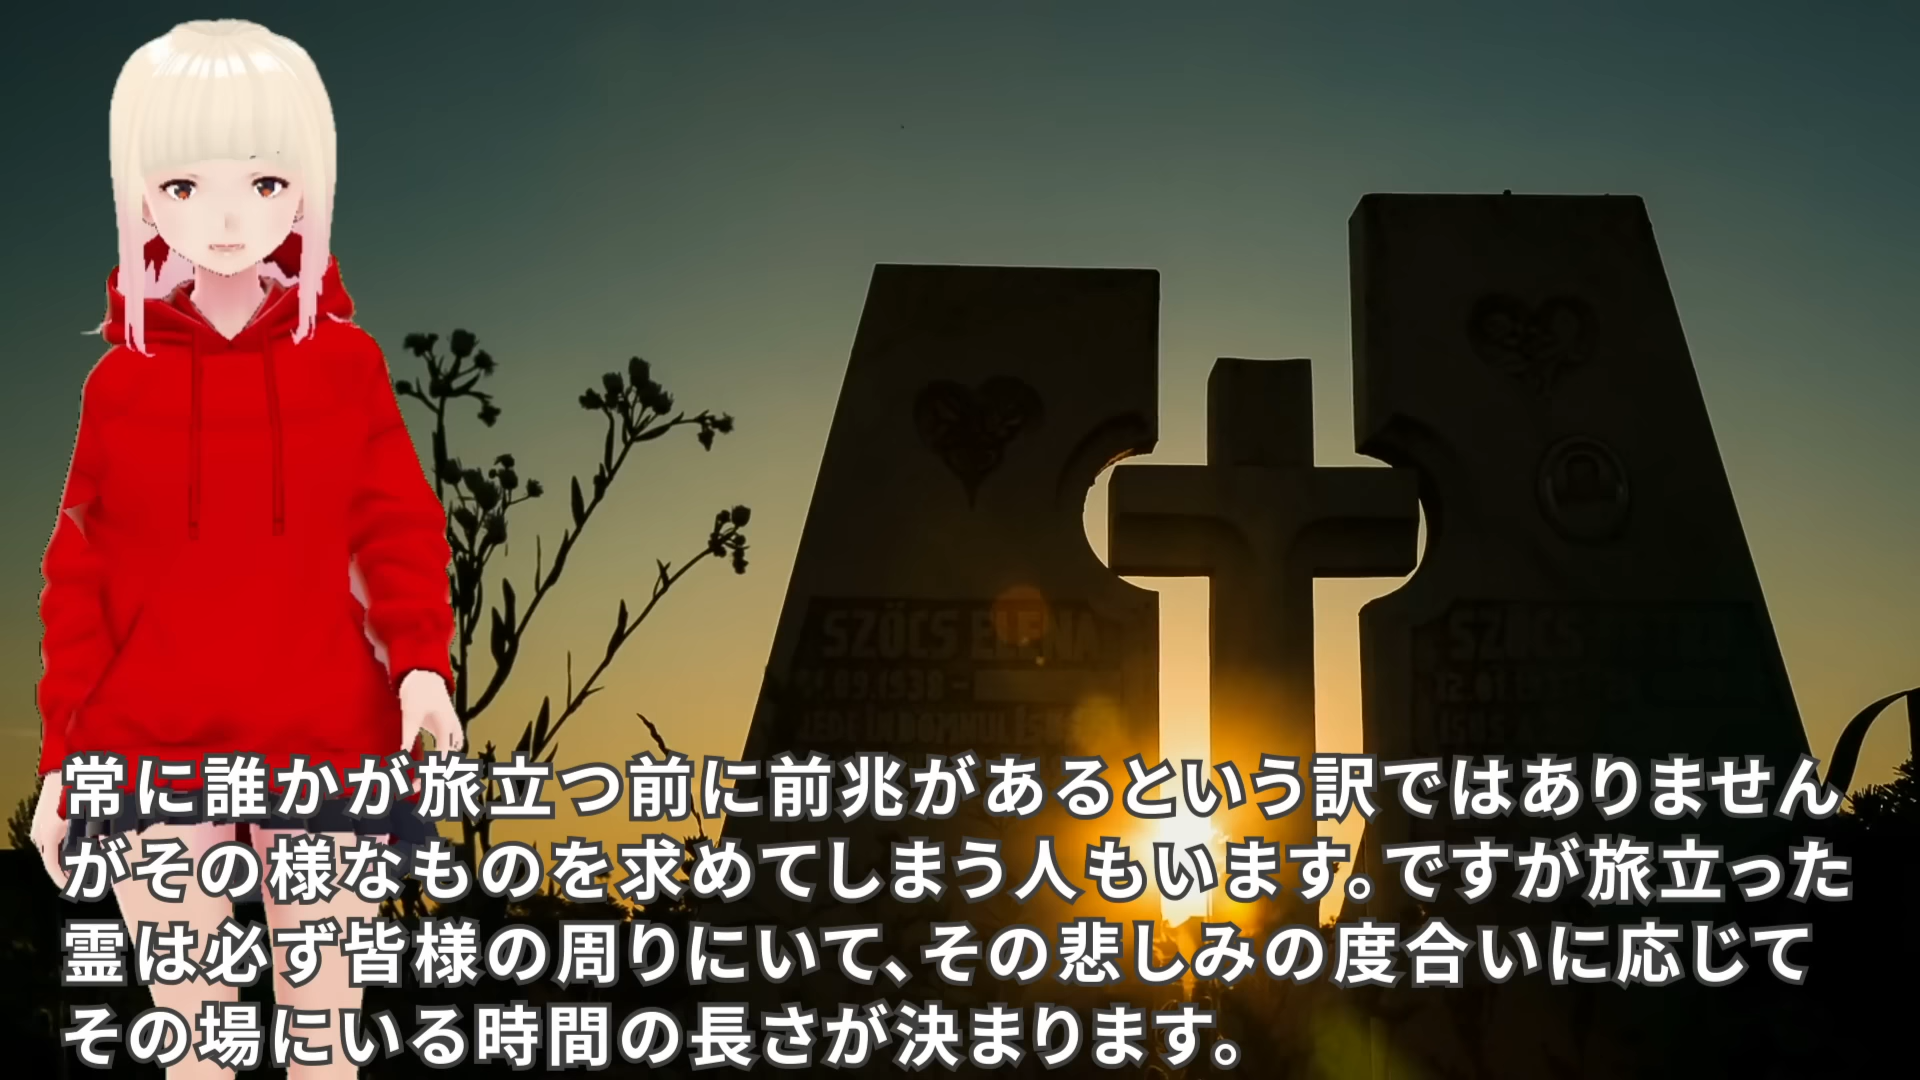 SZÖCS ELENA
常に誰かが旅立つ前に前兆があるという訳ではありません
がその様なものを求めてしまう人もいます。ですが旅立った
霊は必ず皆様の周りにいて、その悲しみの度合いに応じて
その場にいる時間の長さが決まります。